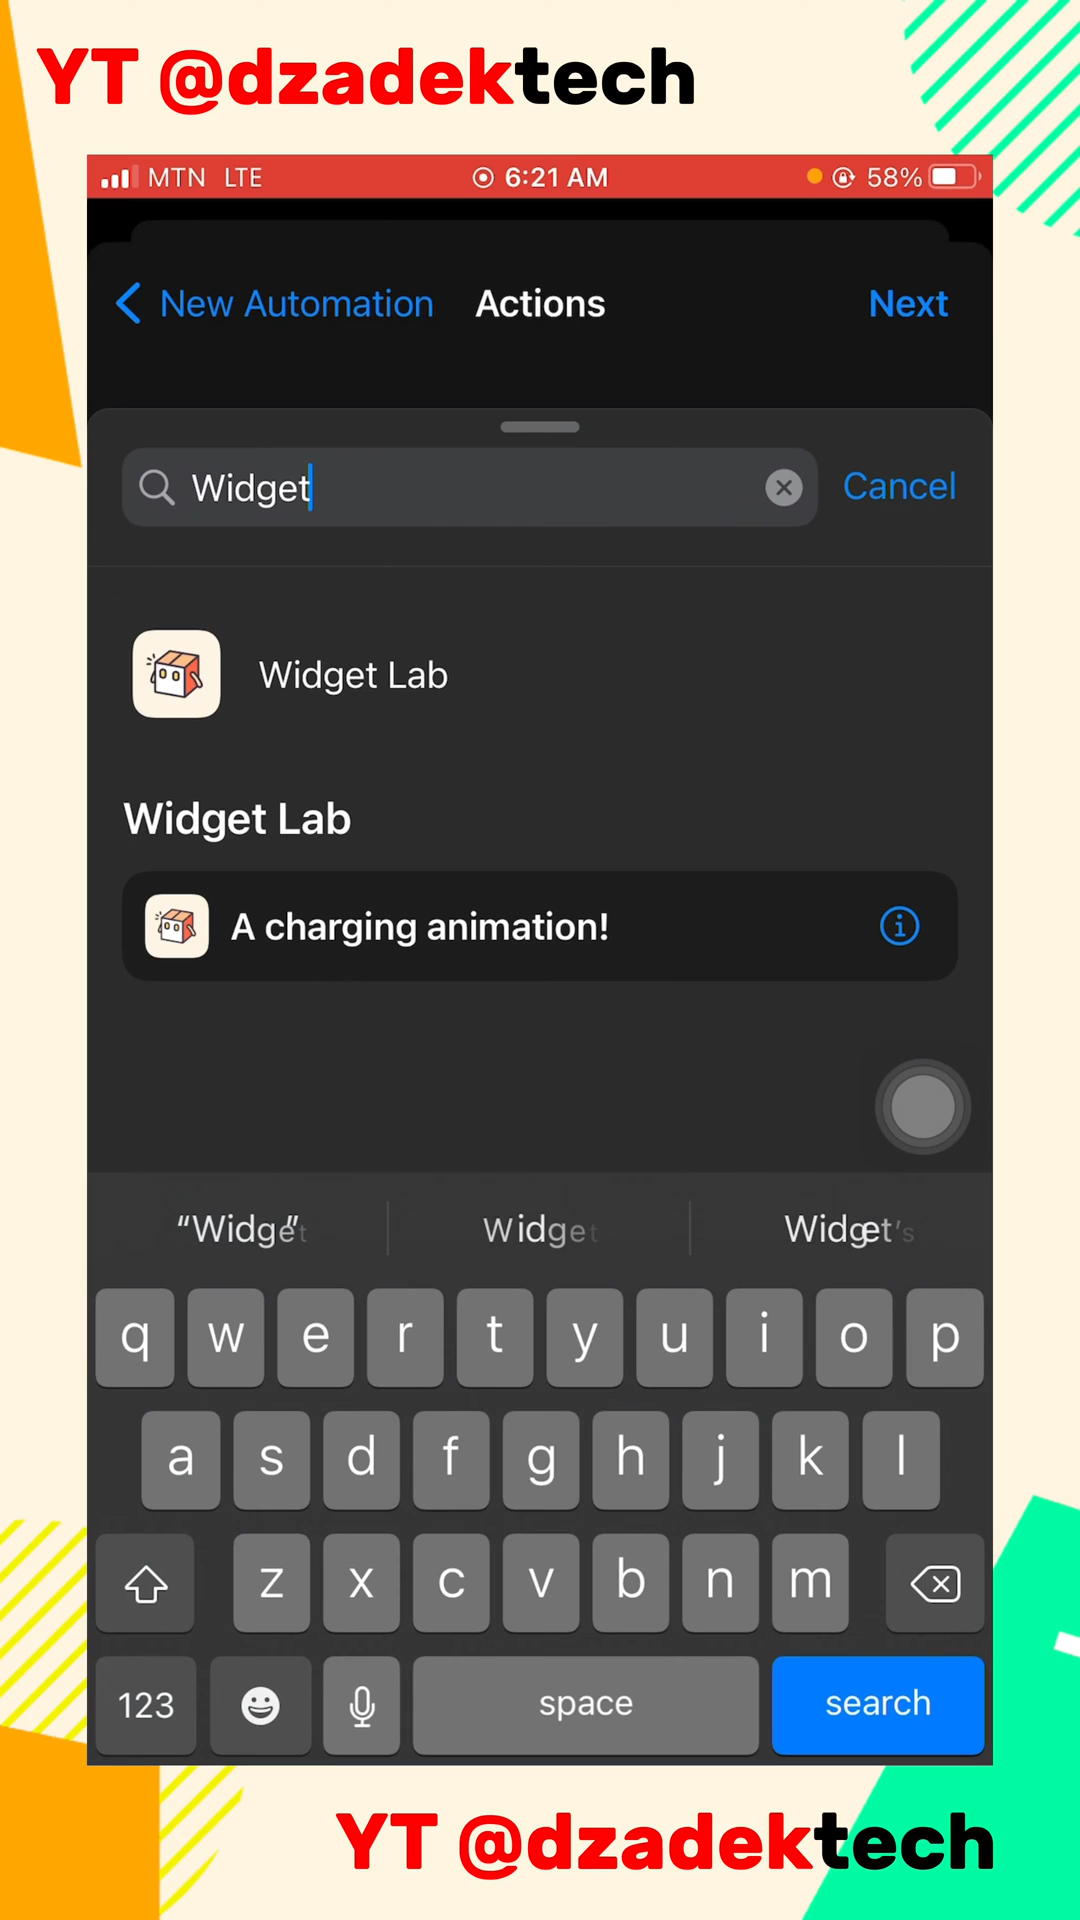 YT @dzadektech
MTN LTE 6:21 AM 58%
New Automation Actions Next
Widget Cancel
Widget Lab
Widget Lab
A charging animation!
“Widget” Widget Widget's
q w e r t y u i o p
a s d f g h j k l
z x c v b n m
123 space search
YT @dzadektech